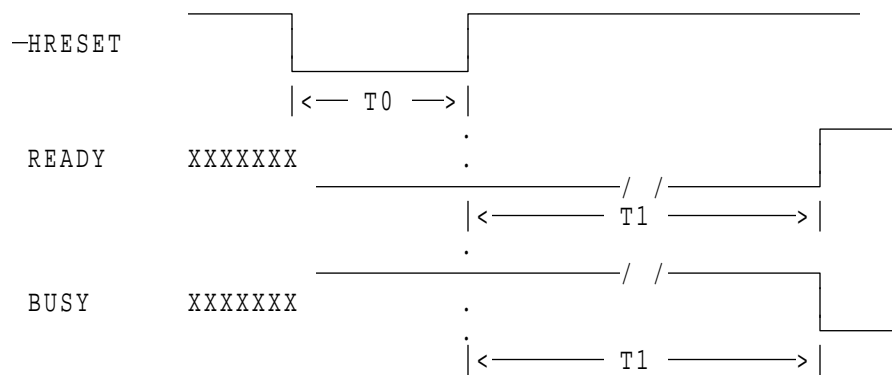 —HRESET
|<— T0 —>|
READY XXXXXXX
/ /
|<— T1 —>|
/ /
BUSY XXXXXXX
|<— T1 —>|